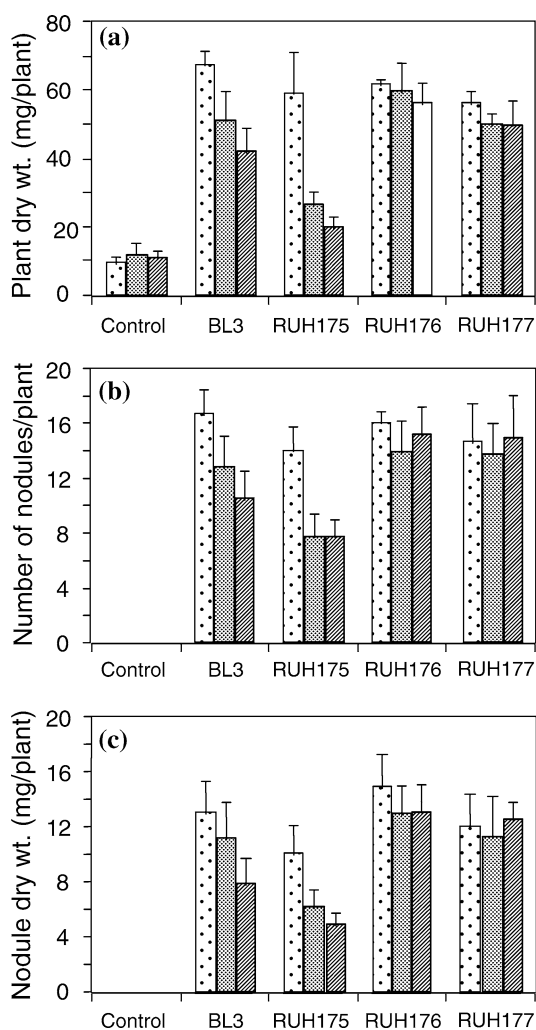 (a)
Plant dry wt. (mg/plant)
80
60
40
20
0
Control BL3 RUH175 RUH176 RUH177
(b)
Number of nodules/plant
20
16
12
8
4
0
Control BL3 RUH175 RUH176 RUH177
(c)
Nodule dry wt. (mg/plant)
20
16
12
8
4
0
Control BL3 RUH175 RUH176 RUH177